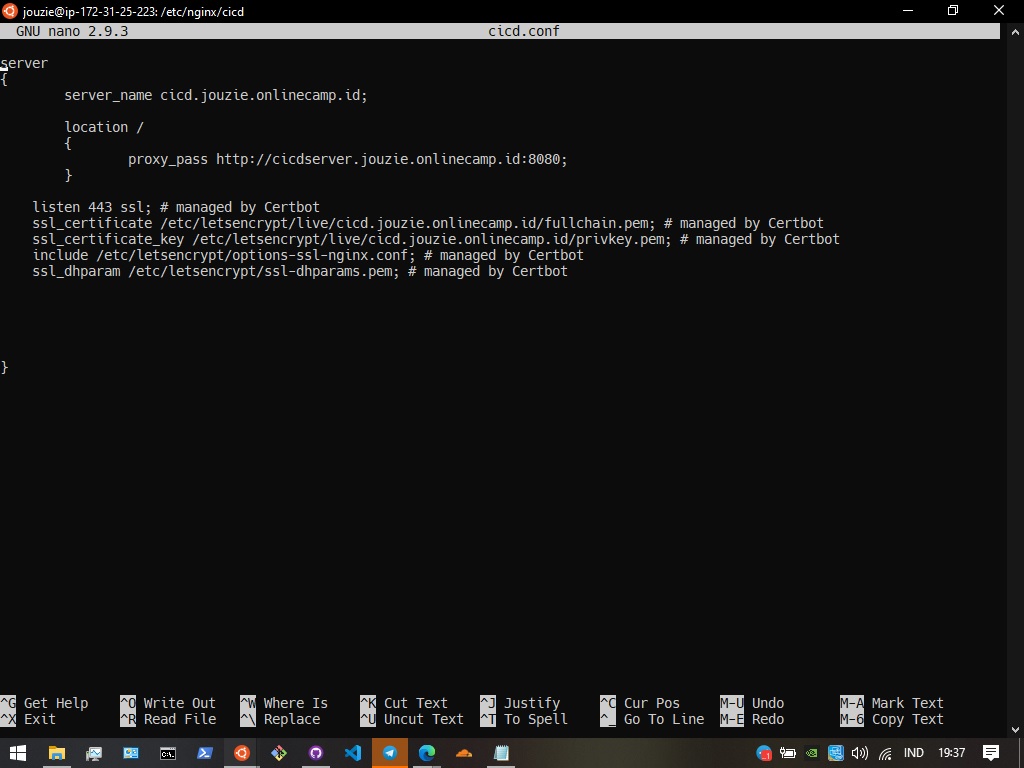 jouzie@ip-172-31-25-223: /etc/nginx/cicd
GNU nano 2.9.3 cicd.conf
server
{
server_name cicd.jouzie.onlinecamp.id;
location /
{
proxy_pass http://cicdserver.jouzie.onlinecamp.id:8080;
}
listen 443 ssl; # managed by Certbot
ssl_certificate /etc/letsencrypt/live/cicd.jouzie.onlinecamp.id/fullchain.pem; # managed by Certbot
ssl_certificate_key /etc/letsencrypt/live/cicd.jouzie.onlinecamp.id/privkey.pem; # managed by Certbot
include /etc/letsencrypt/options-ssl-nginx.conf; # managed by Certbot
ssl_dhparam /etc/letsencrypt/ssl-dhparams.pem; # managed by Certbot
}
^G Get Help ^O Write Out ^W Where Is ^K Cut Text ^J Justify ^C Cur Pos M-U Undo M-A Mark Text
^X Exit ^R Read File ^\ Replace ^U Uncut Text ^T To Spell ^_ Go To Line M-E Redo M-6 Copy Text
IND 19:37